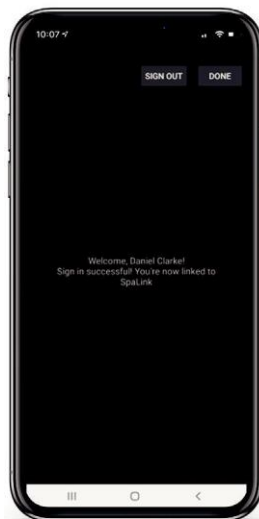 10:07
SIGN OUT DONE
Welcome, Daniel Clarke!
Sign in successful! You're now linked to
SpaLink